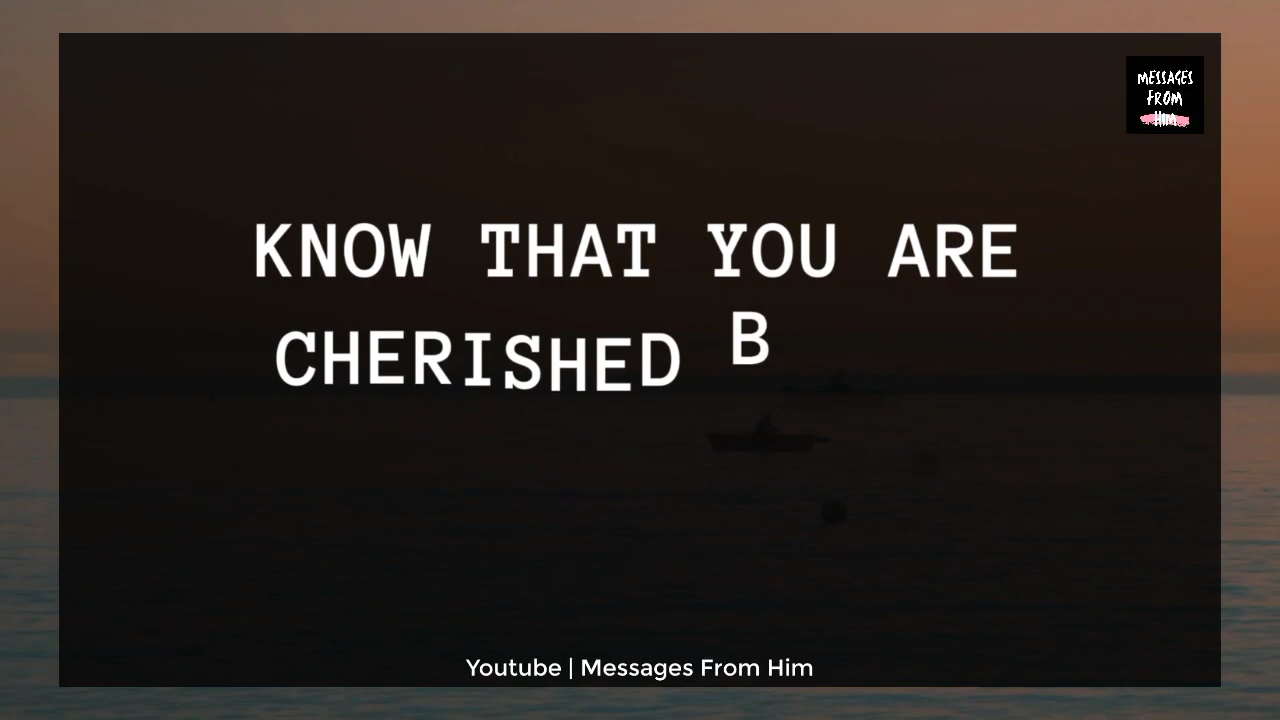 MESSAGES
FROM
Him
KNOW THAT YOU ARE
CHERISHED B
Youtube | Messages From Him